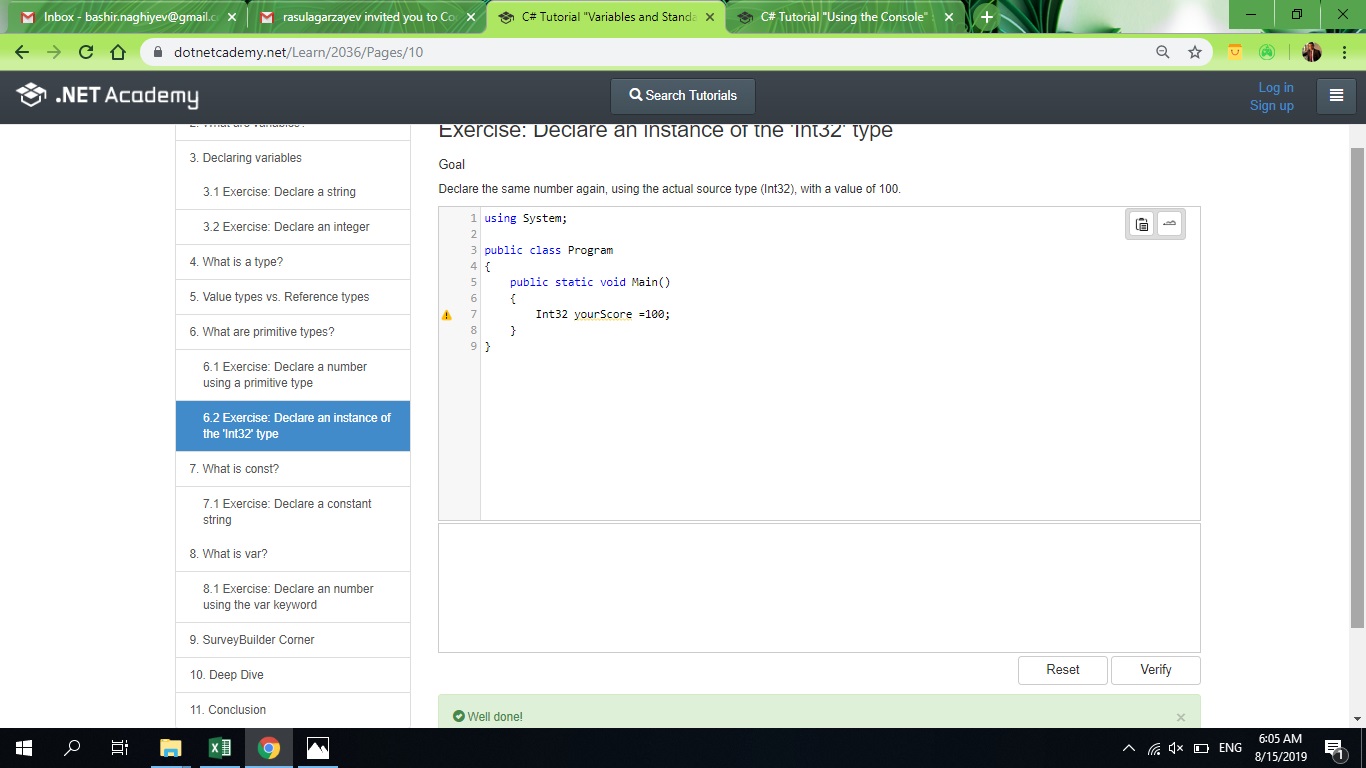 Inbox - bashir.naghiyev@gmail.c
rasulagarzayev invited you to Co
C# Tutorial "Variables and Standa
C# Tutorial "Using the Console"
dotnetcademy.net/Learn/2036/Pages/10
.NET Academy
Search Tutorials
Log in
Sign up
2. What are variables?
3. Declaring variables
3.1 Exercise: Declare a string
3.2 Exercise: Declare an integer
4. What is a type?
5. Value types vs. Reference types
6. What are primitive types?
6.1 Exercise: Declare a number
using a primitive type
6.2 Exercise: Declare an instance of
the 'Int32' type
7. What is const?
7.1 Exercise: Declare a constant
string
8. What is var?
8.1 Exercise: Declare an number
using the var keyword
9. SurveyBuilder Corner
10. Deep Dive
11. Conclusion
Exercise: Declare an instance of the 'Int32' type
Goal
Declare the same number again, using the actual source type (Int32), with a value of 100.
1 using System;
2
3 public class Program
4 {
5 public static void Main()
6 {
7 Int32 yourScore =100;
8 }
9 }
Reset
Verify
Well done!
×
ENG
6:05 AM
8/15/2019
1